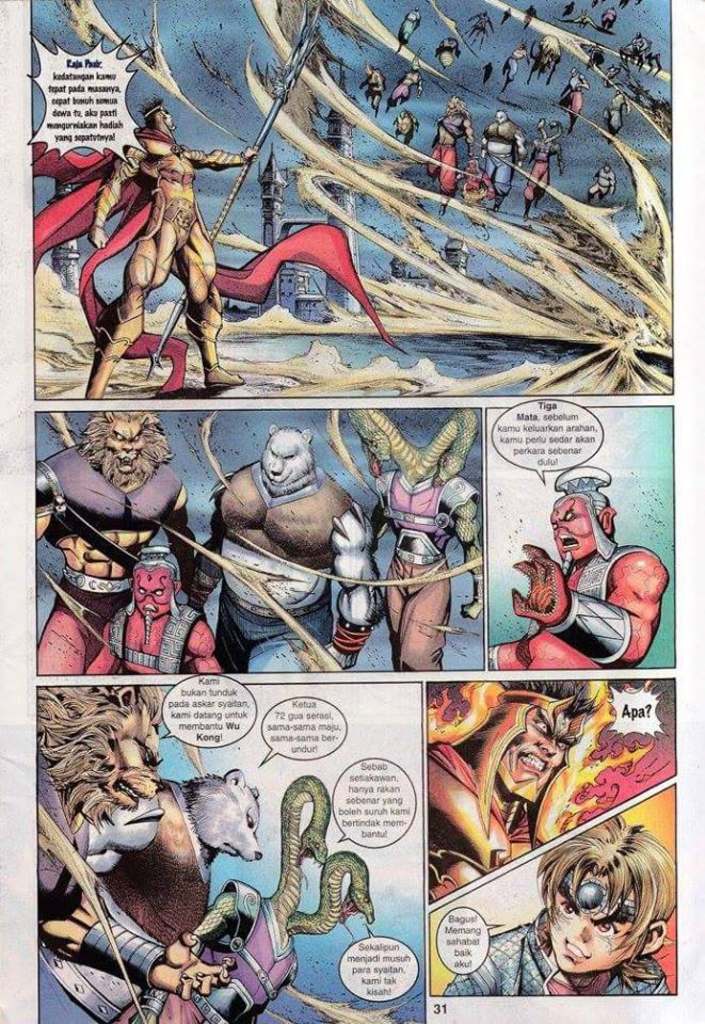 Raja Pasir,
kedatangan kamu
tepat pada masanya,
cepat bunuh semua
dewa tu, aku pasti
mengurniakan hadiah
yang sepatutnya!
Tiga
Mata, sebelum
kamu keluarkan arahan,
kamu perlu sedar akan
perkara sebenar
dulu!
Kami
bukan tunduk
pada askar syaitan,
kami datang untuk
membantu Wu
Kong!
Ketua
72 gua serasi,
sama-sama maju,
sama-sama ber-
undur!
Sebab
setiakawan,
hanya rakan
sebenar yang
boleh suruh kami
bertindak mem-
bantu!
Sekalipun
menjadi musuh
para syaitan,
kami tak
kisah!
Apa?
Bagus!
Memang
sahabat
baik
aku!
31